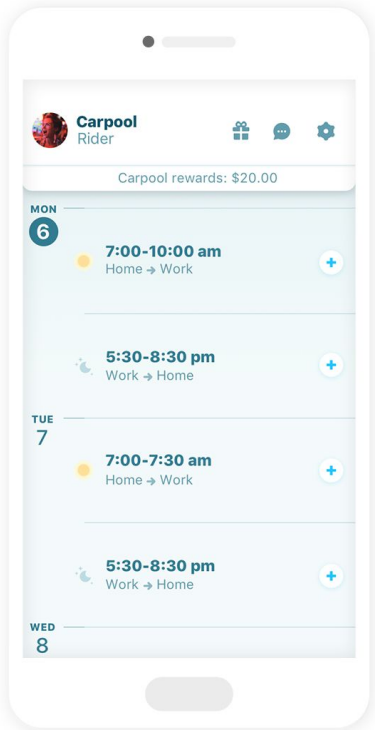 Carpool
Rider
Carpool rewards: $20.00
MON
6
7:00-10:00 am
Home → Work
5:30-8:30 pm
Work → Home
TUE
7
7:00-7:30 am
Home → Work
5:30-8:30 pm
Work → Home
WED
8